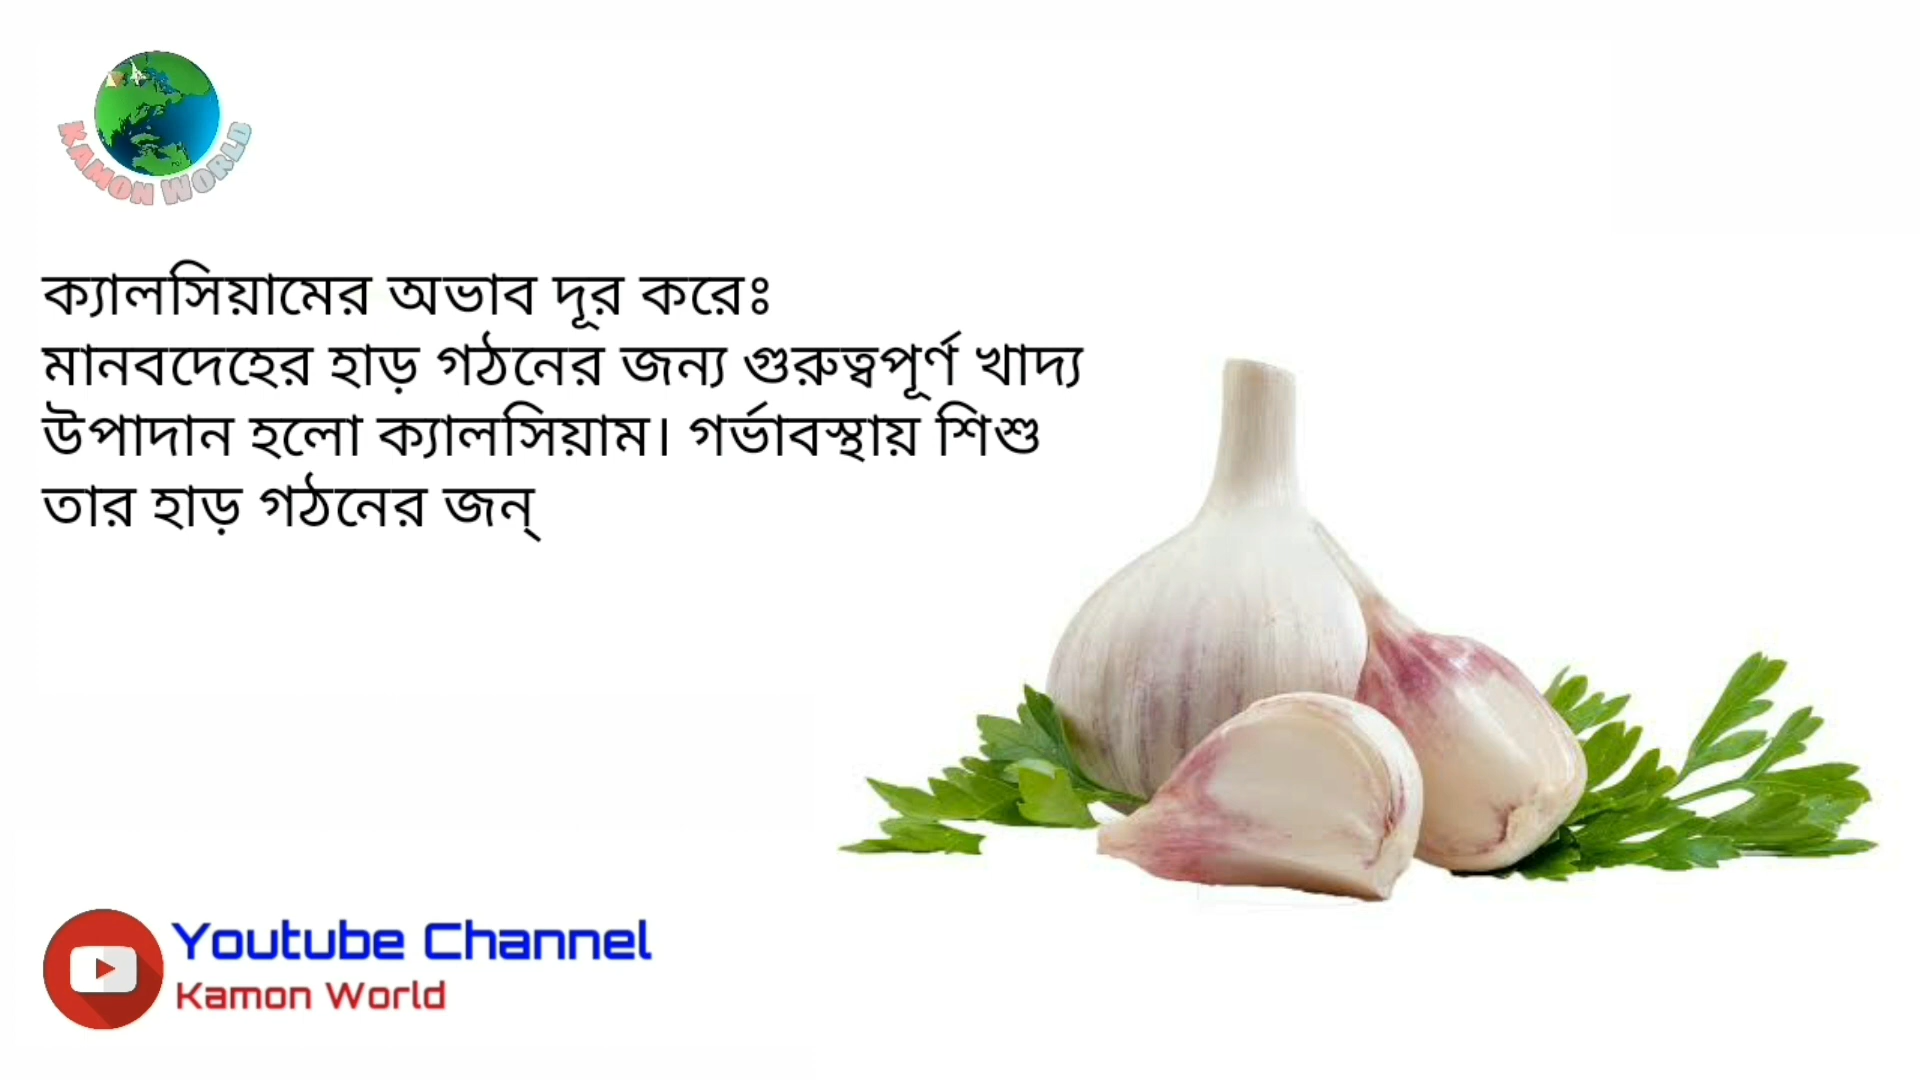 KAMON WORLD
ক্যালসিয়ামের অভাব দূর করেঃ
মানবদেহের হাড় গঠনের জন্য গুরুত্বপূর্ণ খাদ্য
উপাদান হলো ক্যালসিয়াম। গর্ভাবস্থায় শিশু
তার হাড় গঠনের জন্
Youtube Channel
Kamon World